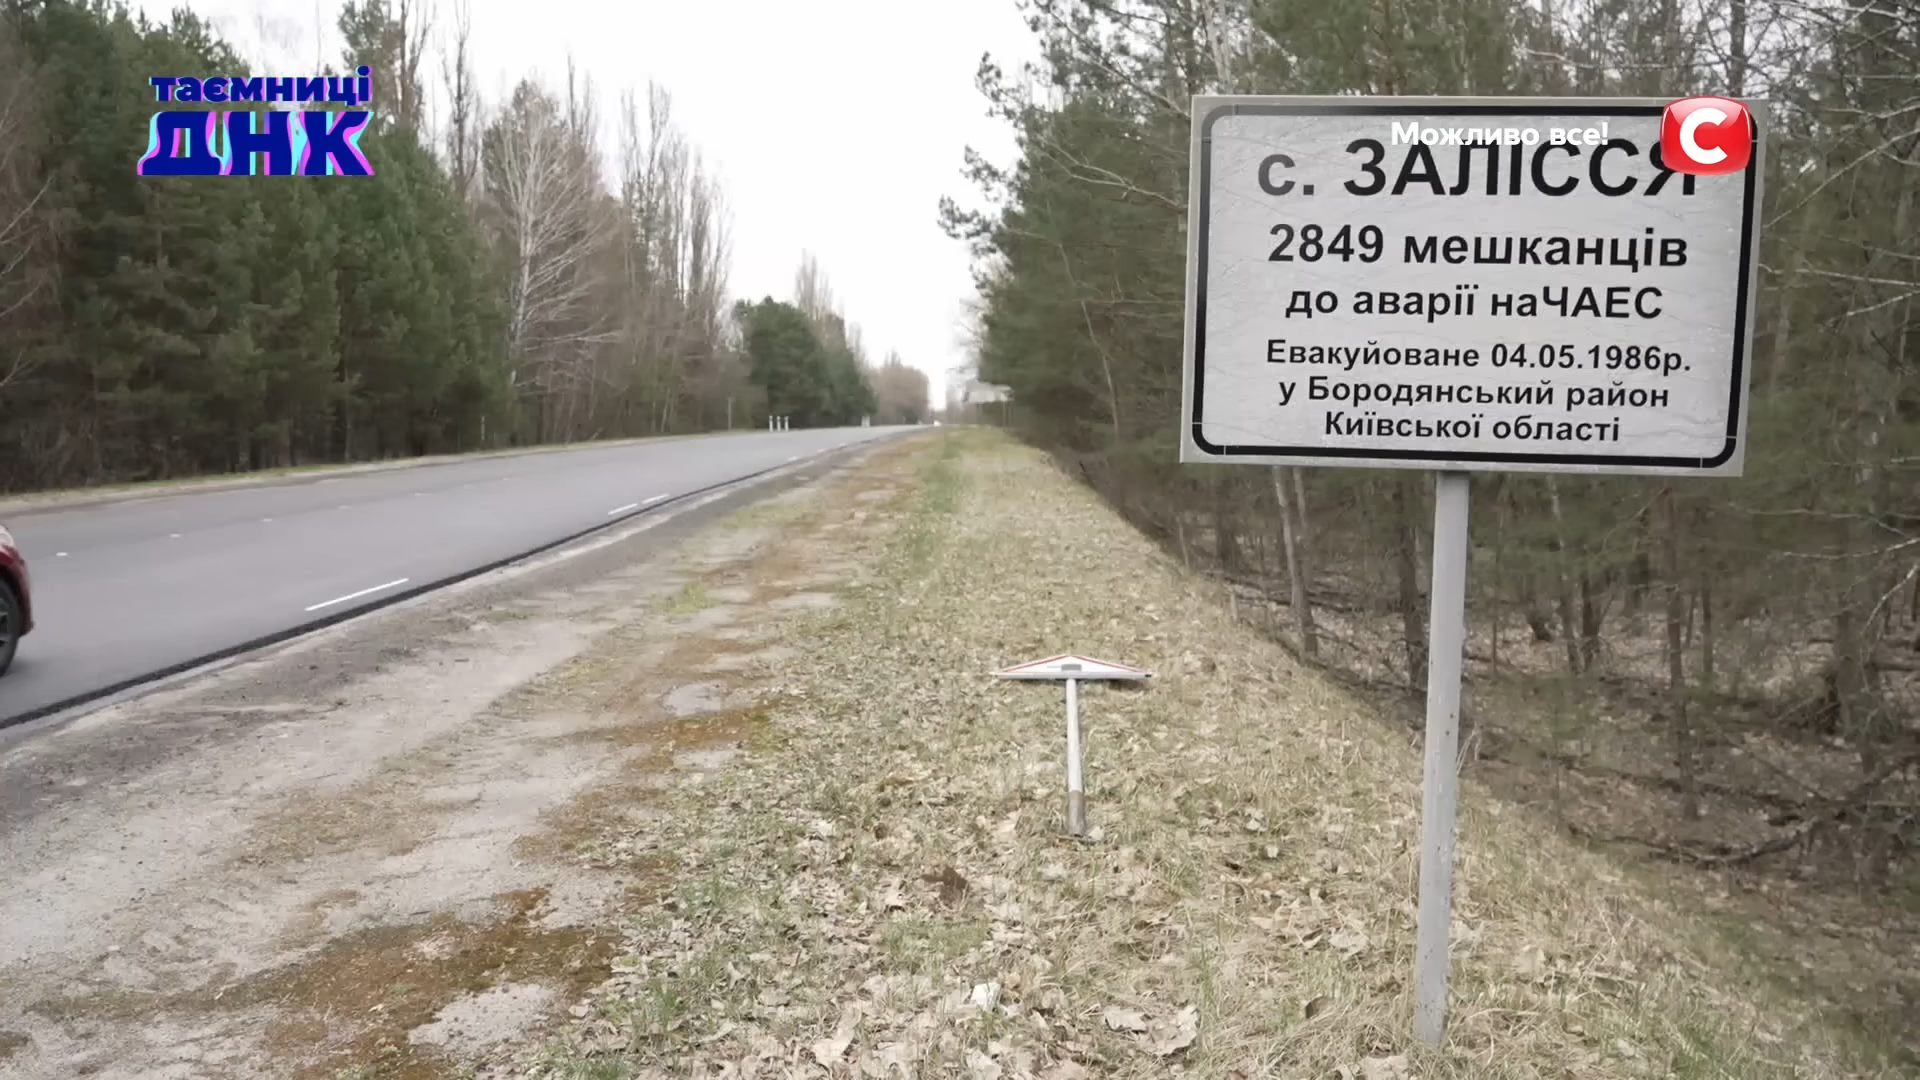 таємниці
ДНК
Можливо все!
С
с. ЗАЛІССЯ
2849 мешканців
до аварії наЧАЕС
Евакуйоване 04.05.1986р.
у Бородянський район
Київської області